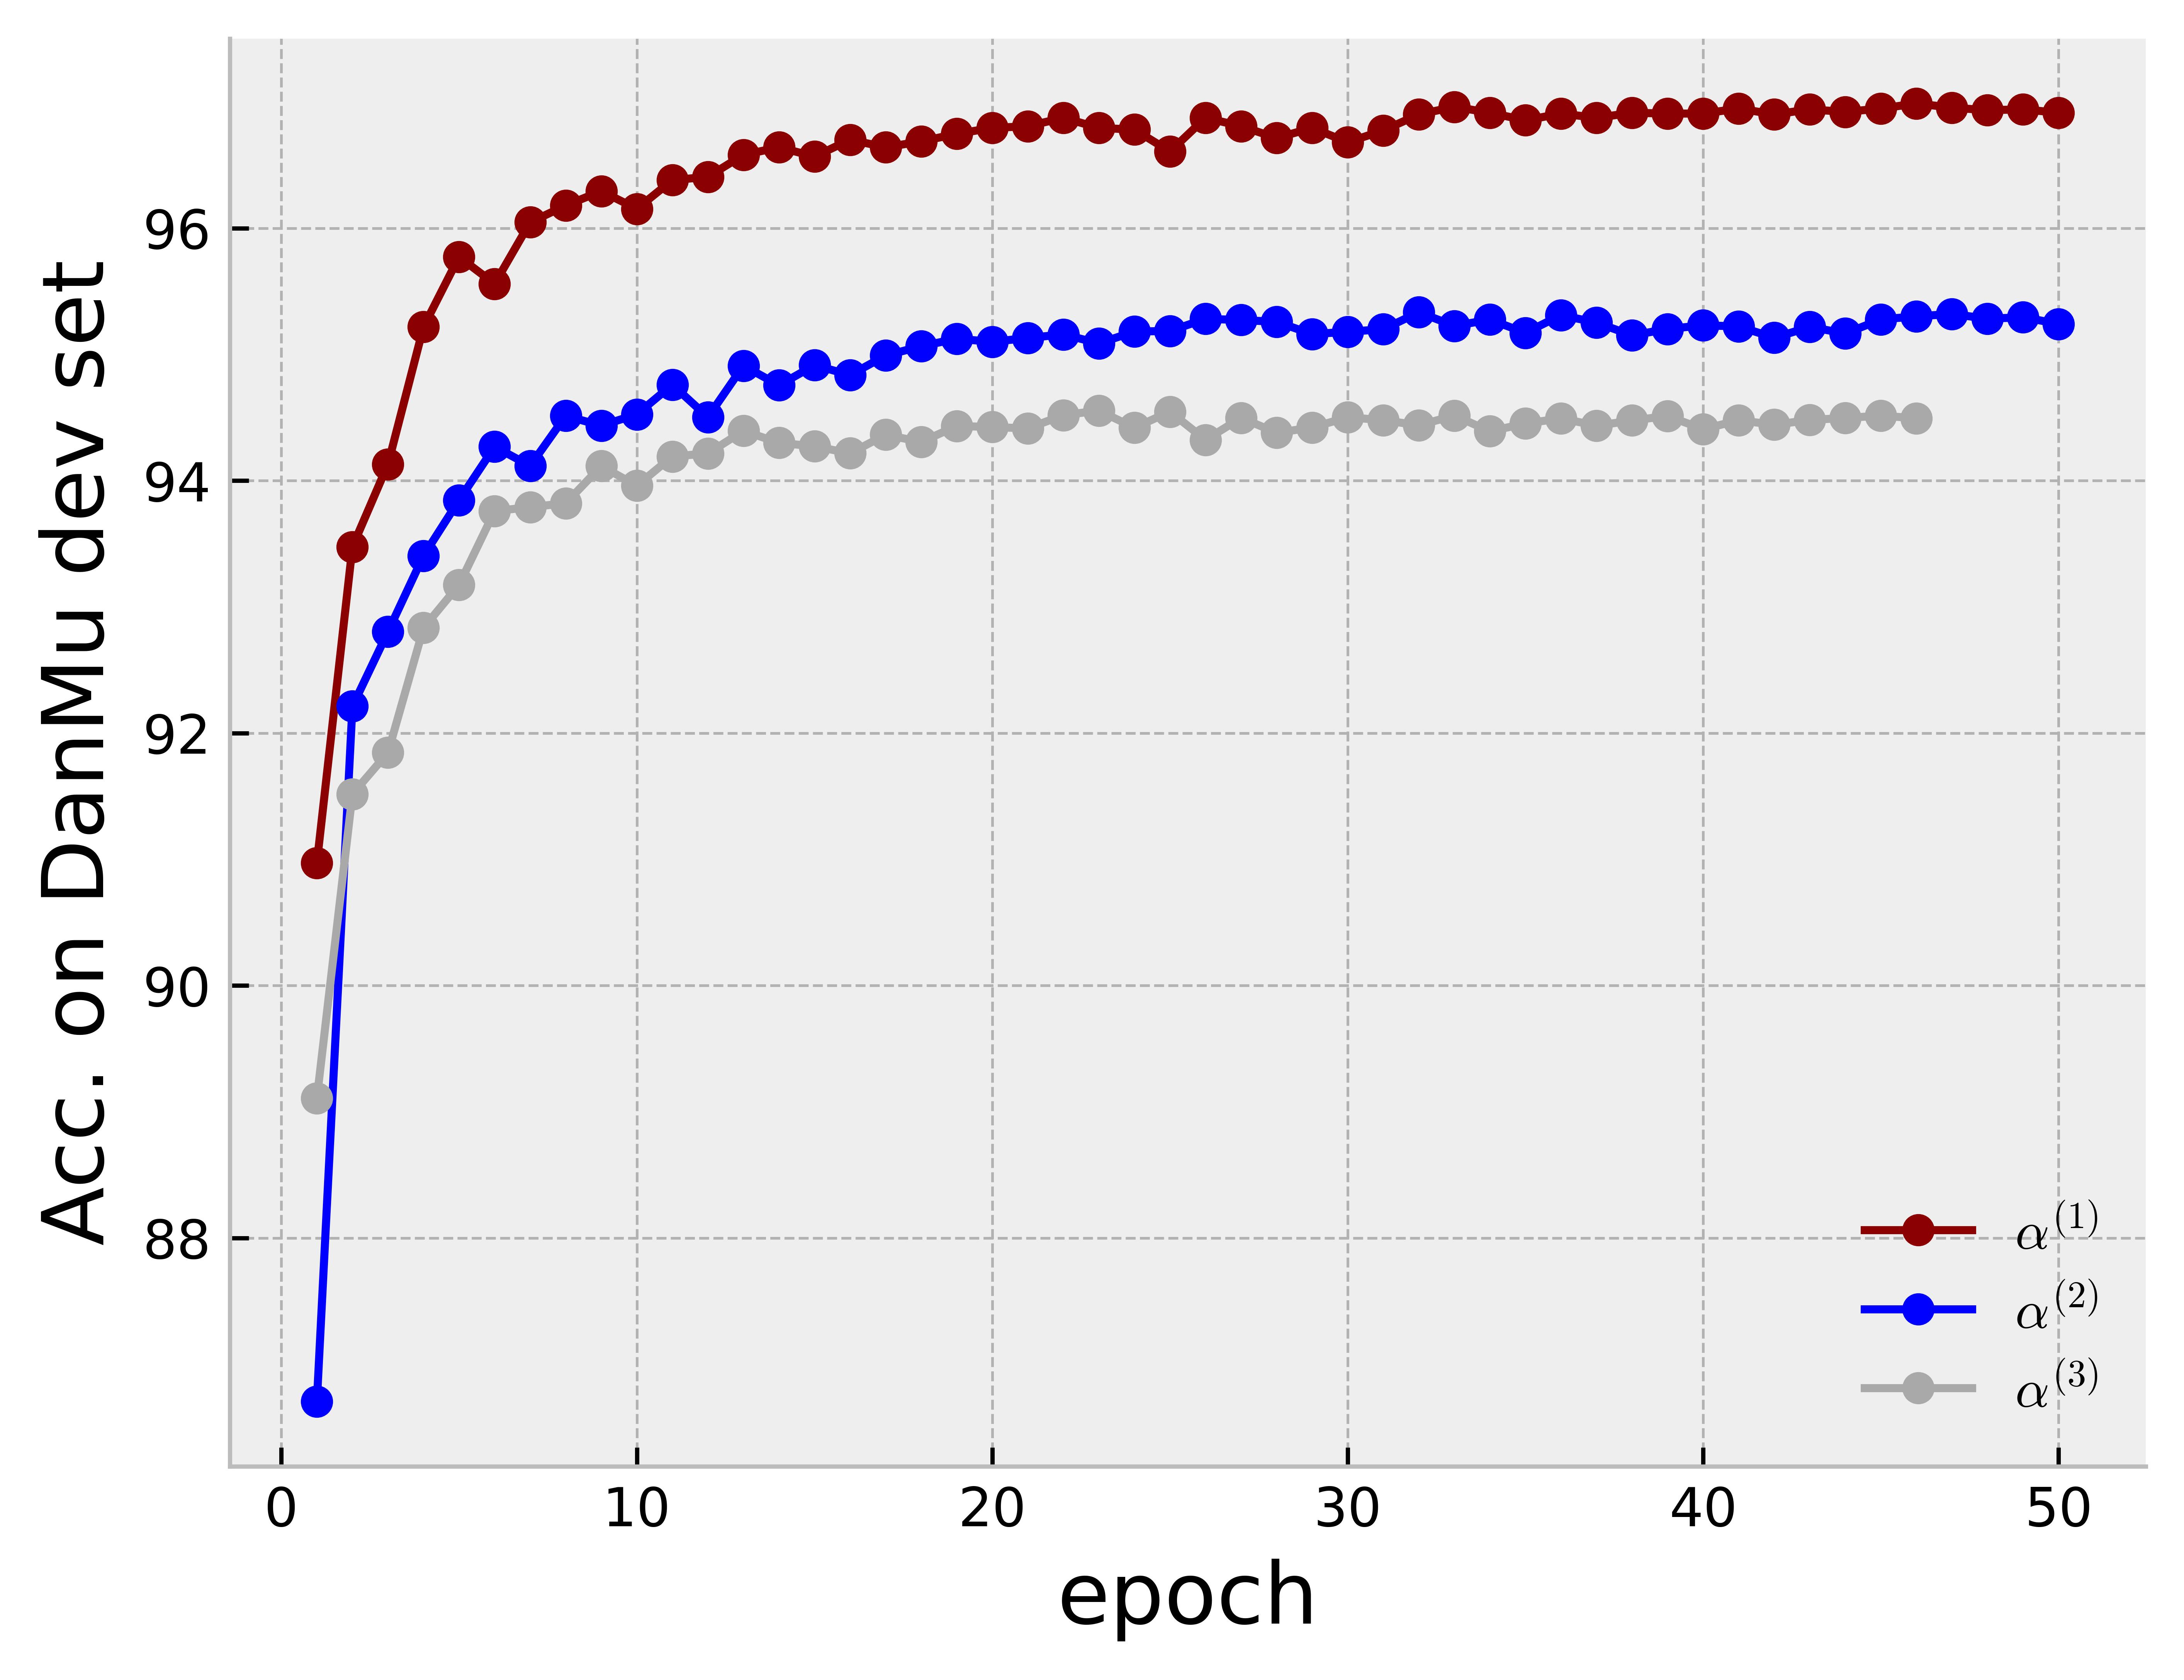 Acc. on DanMu dev set
96
94
92
90
88
0 10 20 30 40 50
epoch
α^(1)
α^(2)
α^(3)